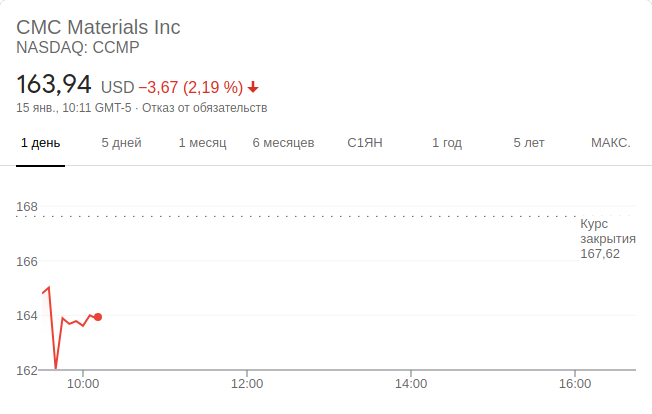 CMC Materials Inc
NASDAQ: CCMP
163,94 USD −3,67 (2,19 %)
15 янв., 10:11 GMT-5 · Отказ от обязательств
1 день 5 дней 1 месяц 6 месяцев С1ЯН 1 год 5 лет МАКС.
168
Курс
закрытия
167,62
166
164
162
10:00 12:00 14:00 16:00